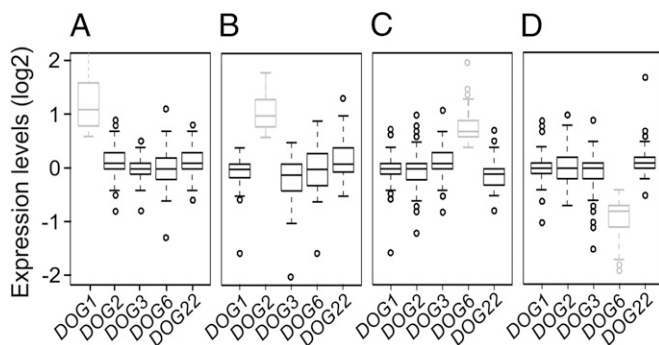 A B C D
Expression levels (log2)
2
1
0
-1
-2
DOG1 DOG2 DOG3 DOG6 DOG22 DOG1 DOG2 DOG3 DOG6 DOG22 DOG1 DOG2 DOG3 DOG6 DOG22 DOG1 DOG2 DOG3 DOG6 DOG22